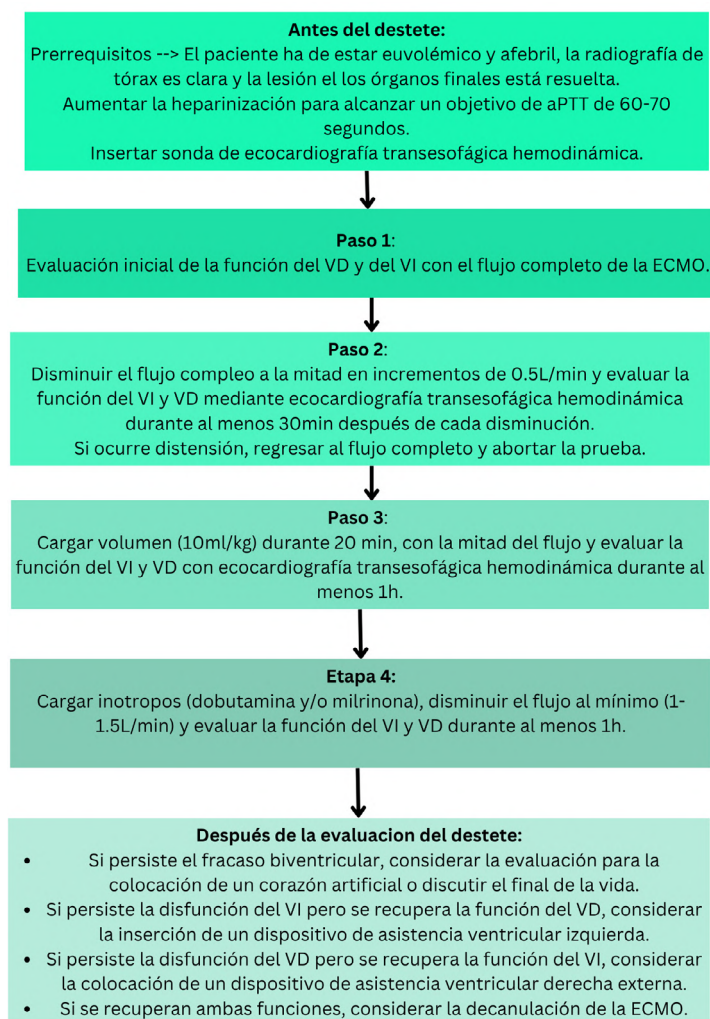 Antes del destete:
Prerrequisitos --> El paciente ha de estar euvolémico y afebril, la radiografía de
tórax es clara y la lesión el los órganos finales está resuelta.
Aumentar la heparinización para alcanzar un objetivo de aPTT de 60-70
segundos.
Insertar sonda de ecocardiografía transesofágica hemodinámica.
Paso 1:
Evaluación inicial de la función del VD y del VI con el flujo completo de la ECMO.
Paso 2:
Disminuir el flujo compleo a la mitad en incrementos de 0.5L/min y evaluar la
función del VI y VD mediante ecocardiografía transesofágica hemodinámica
durante al menos 30min después de cada disminución.
Si ocurre distensión, regresar al flujo completo y abortar la prueba.
Paso 3:
Cargar volumen (10ml/kg) durante 20 min, con la mitad del flujo y evaluar la
función del VI y VD con ecocardiografía transesofágica hemodinámica durante al
menos 1h.
Etapa 4:
Cargar inotropos (dobutamina y/o milrinona), disminuir el flujo al mínimo (1-
1.5L/min) y evaluar la función del VI y VD durante al menos 1h.
Después de la evaluacion del destete:
• Si persiste el fracaso biventricular, considerar la evaluación para la
colocación de un corazón artificial o discutir el final de la vida.
• Si persiste la disfunción del VI pero se recupera la función del VD, considerar
la inserción de un dispositivo de asistencia ventricular izquierda.
• Si persiste la disfunción del VD pero se recupera la función del VI, considerar
la colocación de un dispositivo de asistencia ventricular derecha externa.
• Si se recuperan ambas funciones, considerar la decanulación de la ECMO.